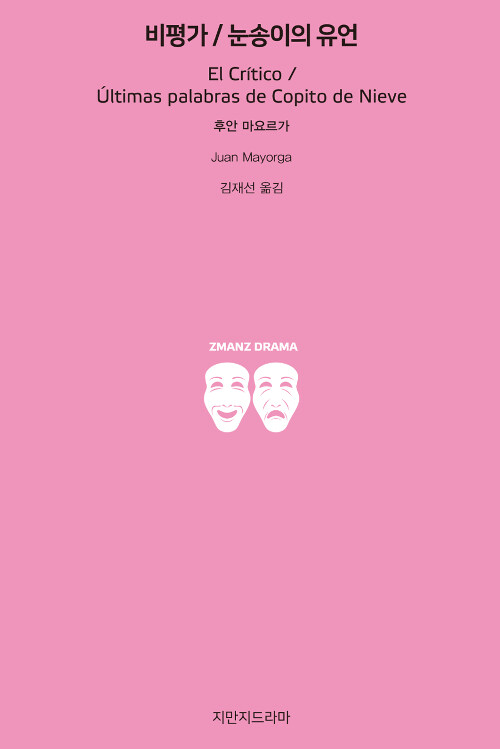 비평가 / 눈송이의 유언
El Crítico /
Últimas palabras de Copito de Nieve
후안 마요르가
Juan Mayorga
김재선 옮김
ZMANZ DRAMA
지만지드라마